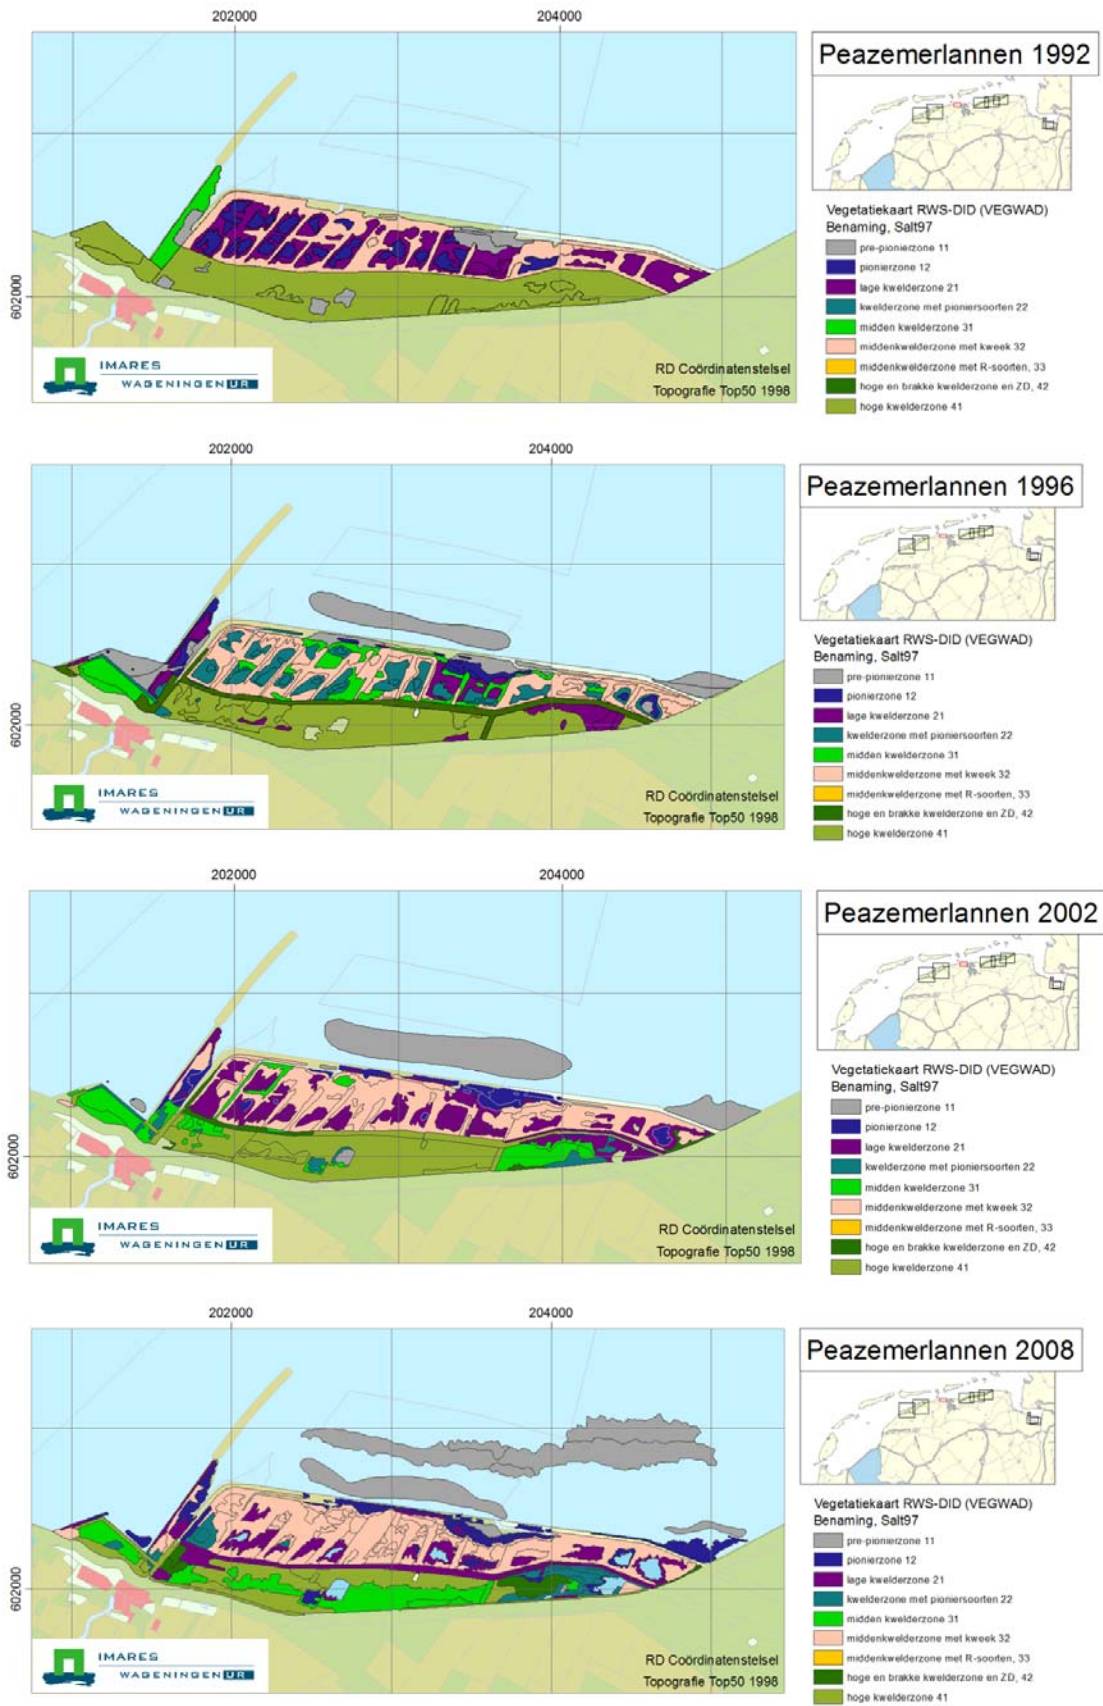 202000
204000
Peazemerlannen 1992
602000
Vegetatiekaart RWS-DID (VEGWAD)
Benaming, Salt97
pre-pionierzone 11
pionierzone 12
lage kwelderzone 21
kwelderzone met pioniersoorten 22
midden kwelderzone 31
middenkwelderzone met kweek 32
middenkwelderzone met R-soorten, 33
hoge en brakke kwelderzone en ZD, 42
hoge kwelderzone 41
IMARES
WAGENINGEN UR
RD Coördinatenstelsel
Topografie Top50 1998
202000
204000
Peazemerlannen 1996
602000
Vegetatiekaart RWS-DID (VEGWAD)
Benaming, Salt97
pre-pionierzone 11
pionierzone 12
lage kwelderzone 21
kwelderzone met pioniersoorten 22
midden kwelderzone 31
middenkwelderzone met kweek 32
middenkwelderzone met R-soorten, 33
hoge en brakke kwelderzone en ZD, 42
hoge kwelderzone 41
IMARES
WAGENINGEN UR
RD Coördinatenstelsel
Topografie Top50 1998
202000
204000
Peazemerlannen 2002
602000
Vegetatiekaart RWS-DID (VEGWAD)
Benaming, Salt97
pre-pionierzone 11
pionierzone 12
lage kwelderzone 21
kwelderzone met pioniersoorten 22
midden kwelderzone 31
middenkwelderzone met kweek 32
middenkwelderzone met R-soorten, 33
hoge en brakke kwelderzone en ZD, 42
hoge kwelderzone 41
IMARES
WAGENINGEN UR
RD Coördinatenstelsel
Topografie Top50 1998
202000
204000
Peazemerlannen 2008
602000
Vegetatiekaart RWS-DID (VEGWAD)
Benaming, Salt97
pre-pionierzone 11
pionierzone 12
lage kwelderzone 21
kwelderzone met pioniersoorten 22
midden kwelderzone 31
middenkwelderzone met kweek 32
middenkwelderzone met R-soorten, 33
hoge en brakke kwelderzone en ZD, 42
hoge kwelderzone 41
IMARES
WAGENINGEN UR
RD Coördinatenstelsel
Topografie Top50 1998